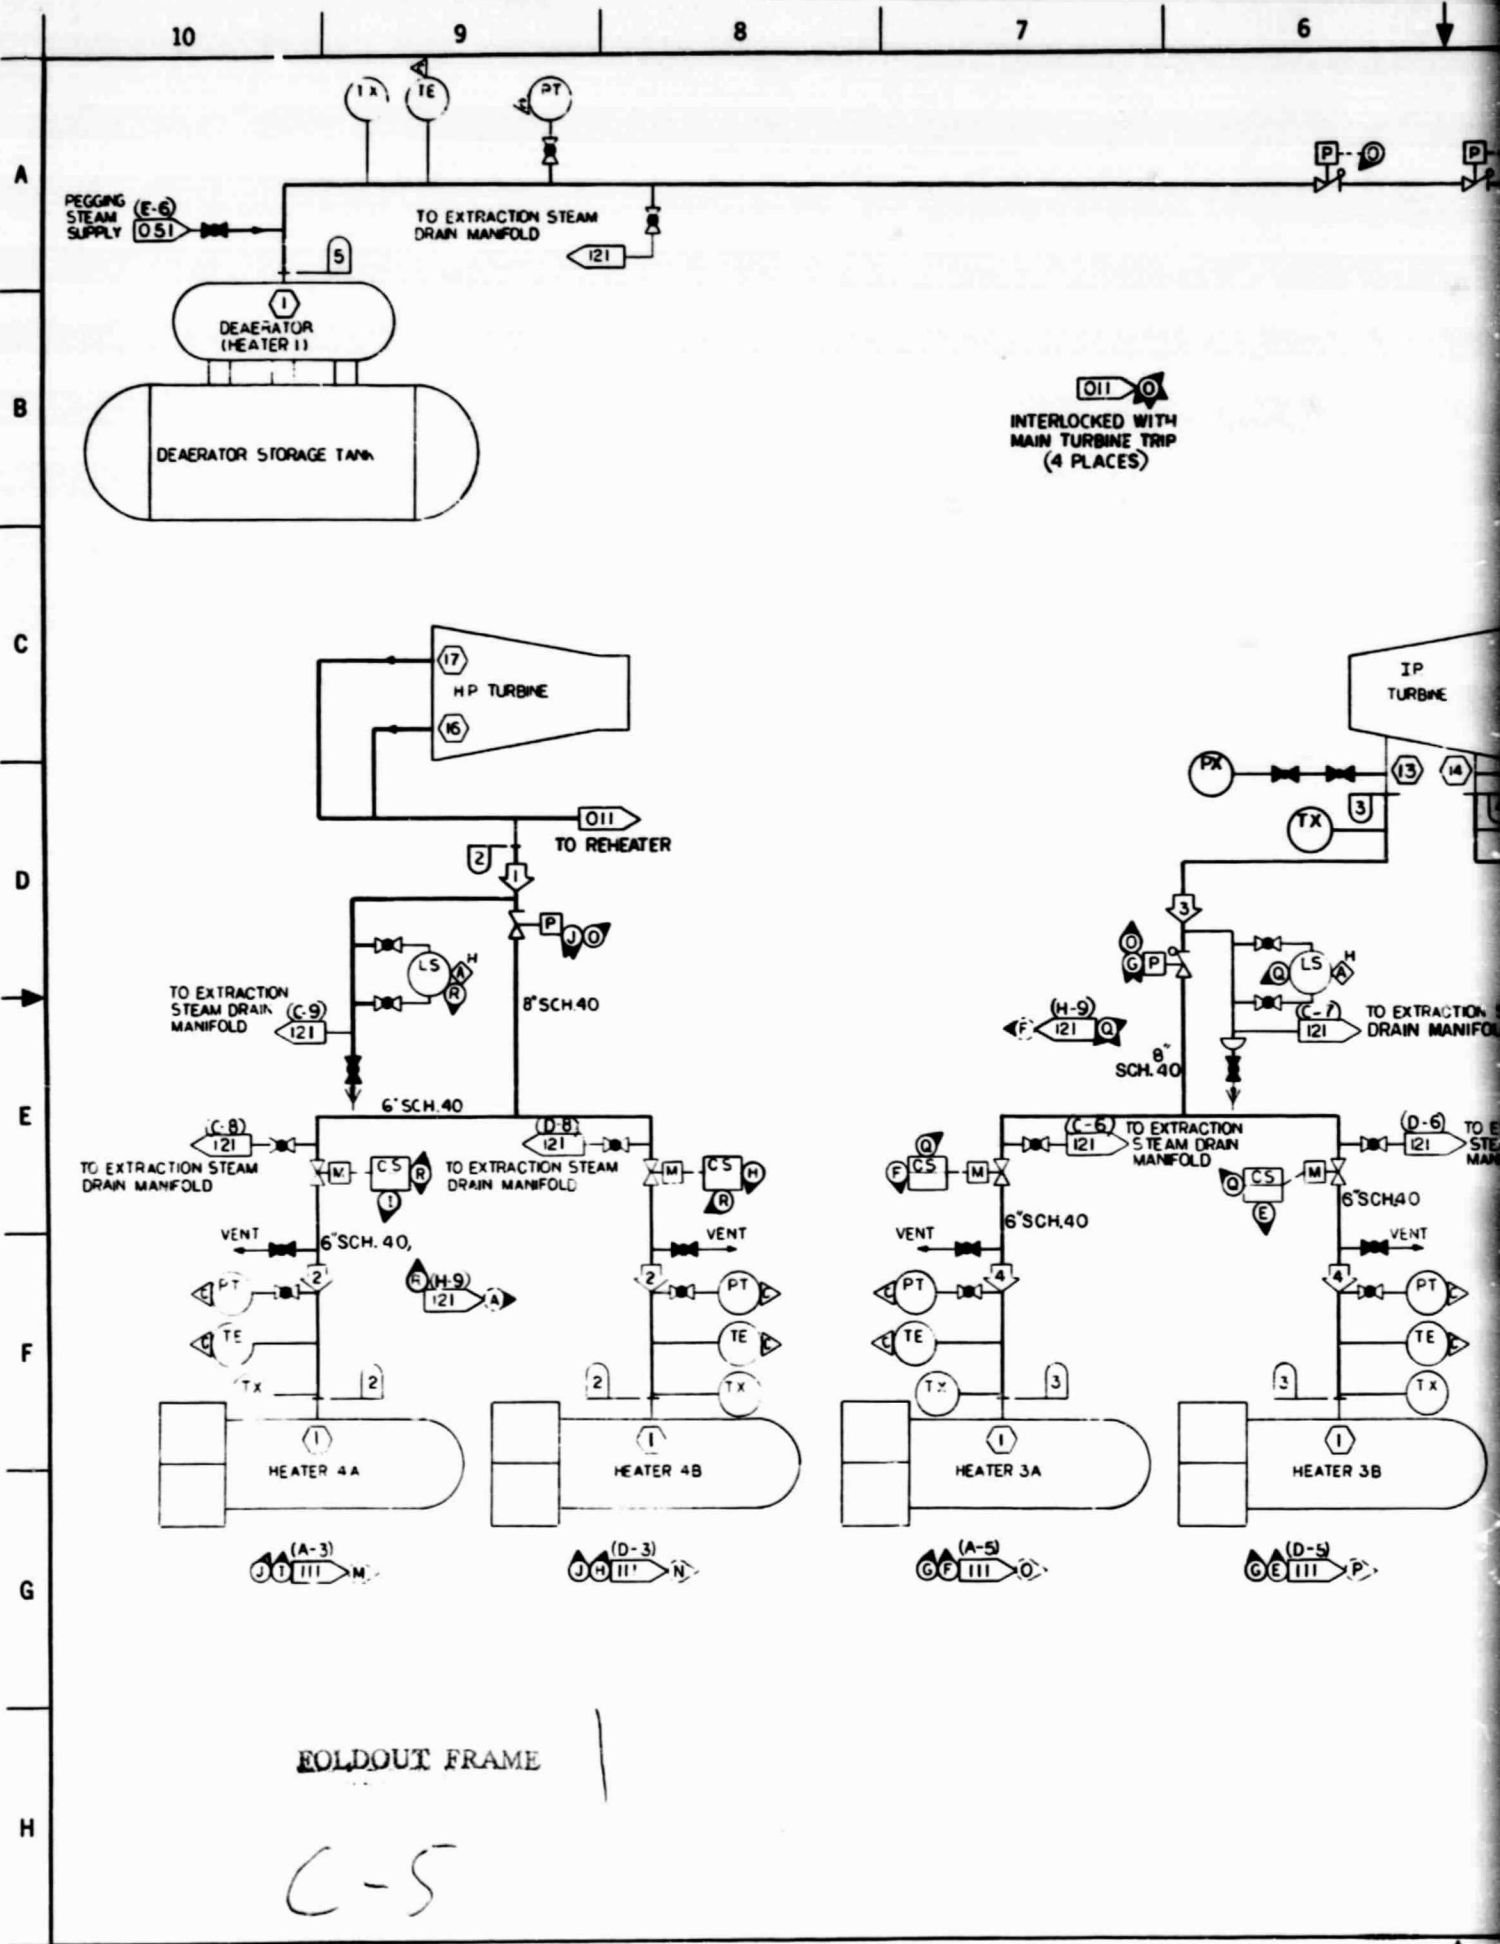 10 9 8 7 6
A
TX TE A PT
P O P
PEGGING
STEAM
SUPPLY
(E-6)
051
TO EXTRACTION STEAM
DRAIN MANIFOLD
121
5
1
DEAERATOR
(HEATER 1)
B
DEAERATOR STORAGE TANK
011 O
INTERLOCKED WITH
MAIN TURBINE TRIP
(4 PLACES)
C
17
HP TURBINE
16
I.P.
TURBINE
PX 13 14
3
TX
011
TO REHEATER
2
1
D
P J O
3
O
G P
LS A H
R
Q LS A H
TO EXTRACTION
STEAM DRAIN
MANIFOLD
(C-9)
121
8" SCH.40
(H-9)
F 121 Q
8"
SCH.40
(C-7)
121
TO EXTRACTION
DRAIN MANIFOL
E
6" SCH.40
(C-8)
121
TO EXTRACTION STEAM
DRAIN MANIFOLD
M CS R
I
(D-8)
121
TO EXTRACTION STEAM
DRAIN MANIFOLD
M CS H
R
Q
F CS M
(C-6)
121
TO EXTRACTION
STEAM DRAIN
MANIFOLD
Q CS M
E
(D-6)
121
6" SCH.40
6" SCH.40
VENT
6" SCH. 40,
VENT
VENT
VENT
2
R (H-9)
121 A
2
4
4
C PT
PT C
C PT
PT C
F
C TE
TE C
C TE
TE C
TX 2
2 TX
TX 3
3 TX
1
HEATER 4A
1
HEATER 4B
1
HEATER 3A
1
HEATER 3B
G
(A-3)
J I 111 M
(D-3)
J H 111 N
(A-5)
G F 111 O
(D-5)
G E 111 P
FOLDOUT FRAME
H
C-5